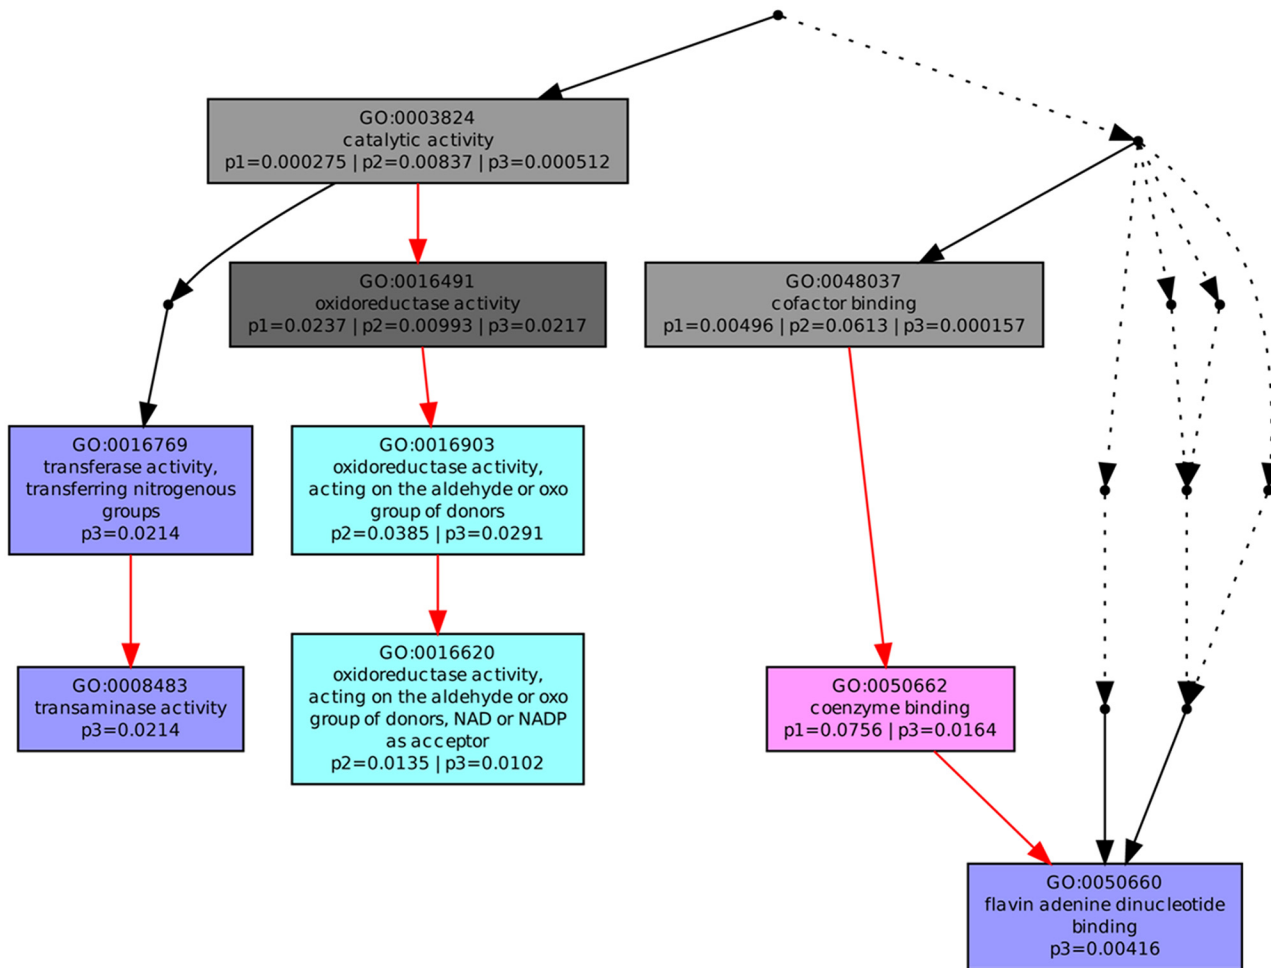 GO:0003824
catalytic activity
p1=0.000275 | p2=0.00837 | p3=0.000512
GO:0016491
oxidoreductase activity
p1=0.0237 | p2=0.00993 | p3=0.0217
GO:0048037
cofactor binding
p1=0.00496 | p2=0.0613 | p3=0.000157
GO:0016769
transferase activity,
transferring nitrogenous
groups
p3=0.0214
GO:0016903
oxidoreductase activity,
acting on the aldehyde or oxo
group of donors
p2=0.0385 | p3=0.0291
GO:0008483
transaminase activity
p3=0.0214
GO:0016620
oxidoreductase activity,
acting on the aldehyde or oxo
group of donors, NAD or NADP
as acceptor
p2=0.0135 | p3=0.0102
GO:0050662
coenzyme binding
p1=0.0756 | p3=0.0164
GO:0050660
flavin adenine dinucleotide
binding
p3=0.00416